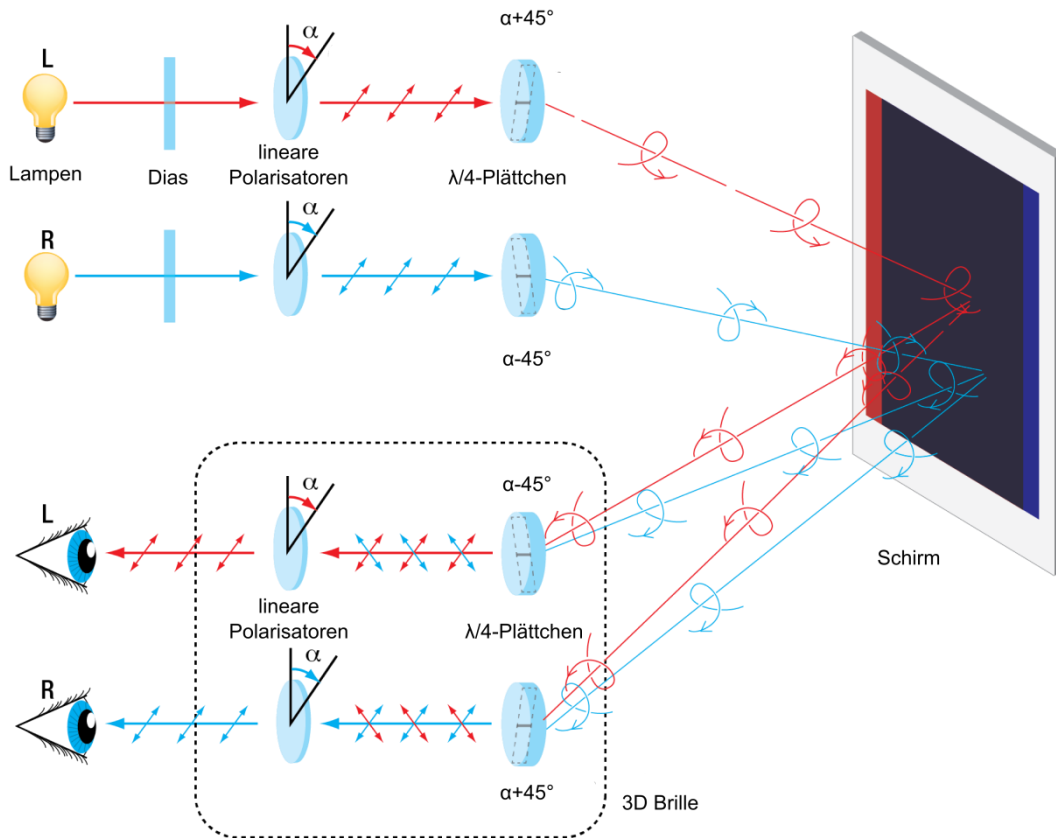 α+45°
L
α
Lampen
Dias
lineare
Polarisatoren
λ/4-Plättchen
R
α
α-45°
L
α
α-45°
Schirm
lineare
Polarisatoren
λ/4-Plättchen
R
α
α+45°
3D Brille